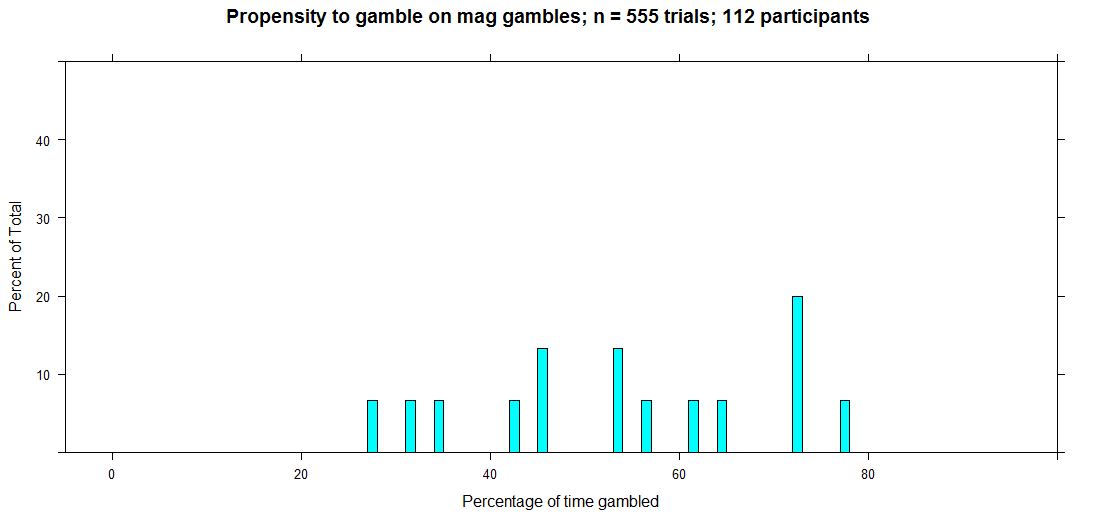 Propensity to gamble on mag gambles; n = 555 trials; 112 participants
Percent of Total
40
30
20
10
0 20 40 60 80
Percentage of time gambled